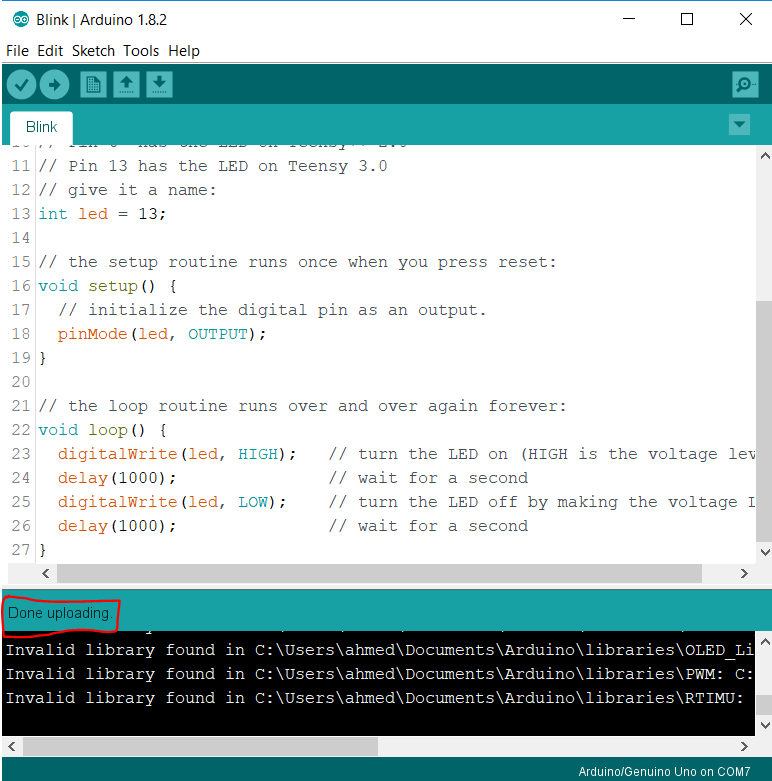 Blink | Arduino 1.8.2
File Edit Sketch Tools Help
Blink
11 // Pin 13 has the LED on Teensy 3.0
12 // give it a name:
13 int led = 13;
14
15 // the setup routine runs once when you press reset:
16 void setup() {
17   // initialize the digital pin as an output.
18   pinMode(led, OUTPUT);
19 }
20
21 // the loop routine runs over and over again forever:
22 void loop() {
23   digitalWrite(led, HIGH);   // turn the LED on (HIGH is the voltage lev
24   delay(1000);               // wait for a second
25   digitalWrite(led, LOW);    // turn the LED off by making the voltage L
26   delay(1000);               // wait for a second
27 }
Done uploading.
Invalid library found in C:\Users\ahmed\Documents\Arduino\libraries\OLED_Li
Invalid library found in C:\Users\ahmed\Documents\Arduino\libraries\PWM: C:
Invalid library found in C:\Users\ahmed\Documents\Arduino\libraries\RTIMU:
Arduino/Genuino Uno on COM7